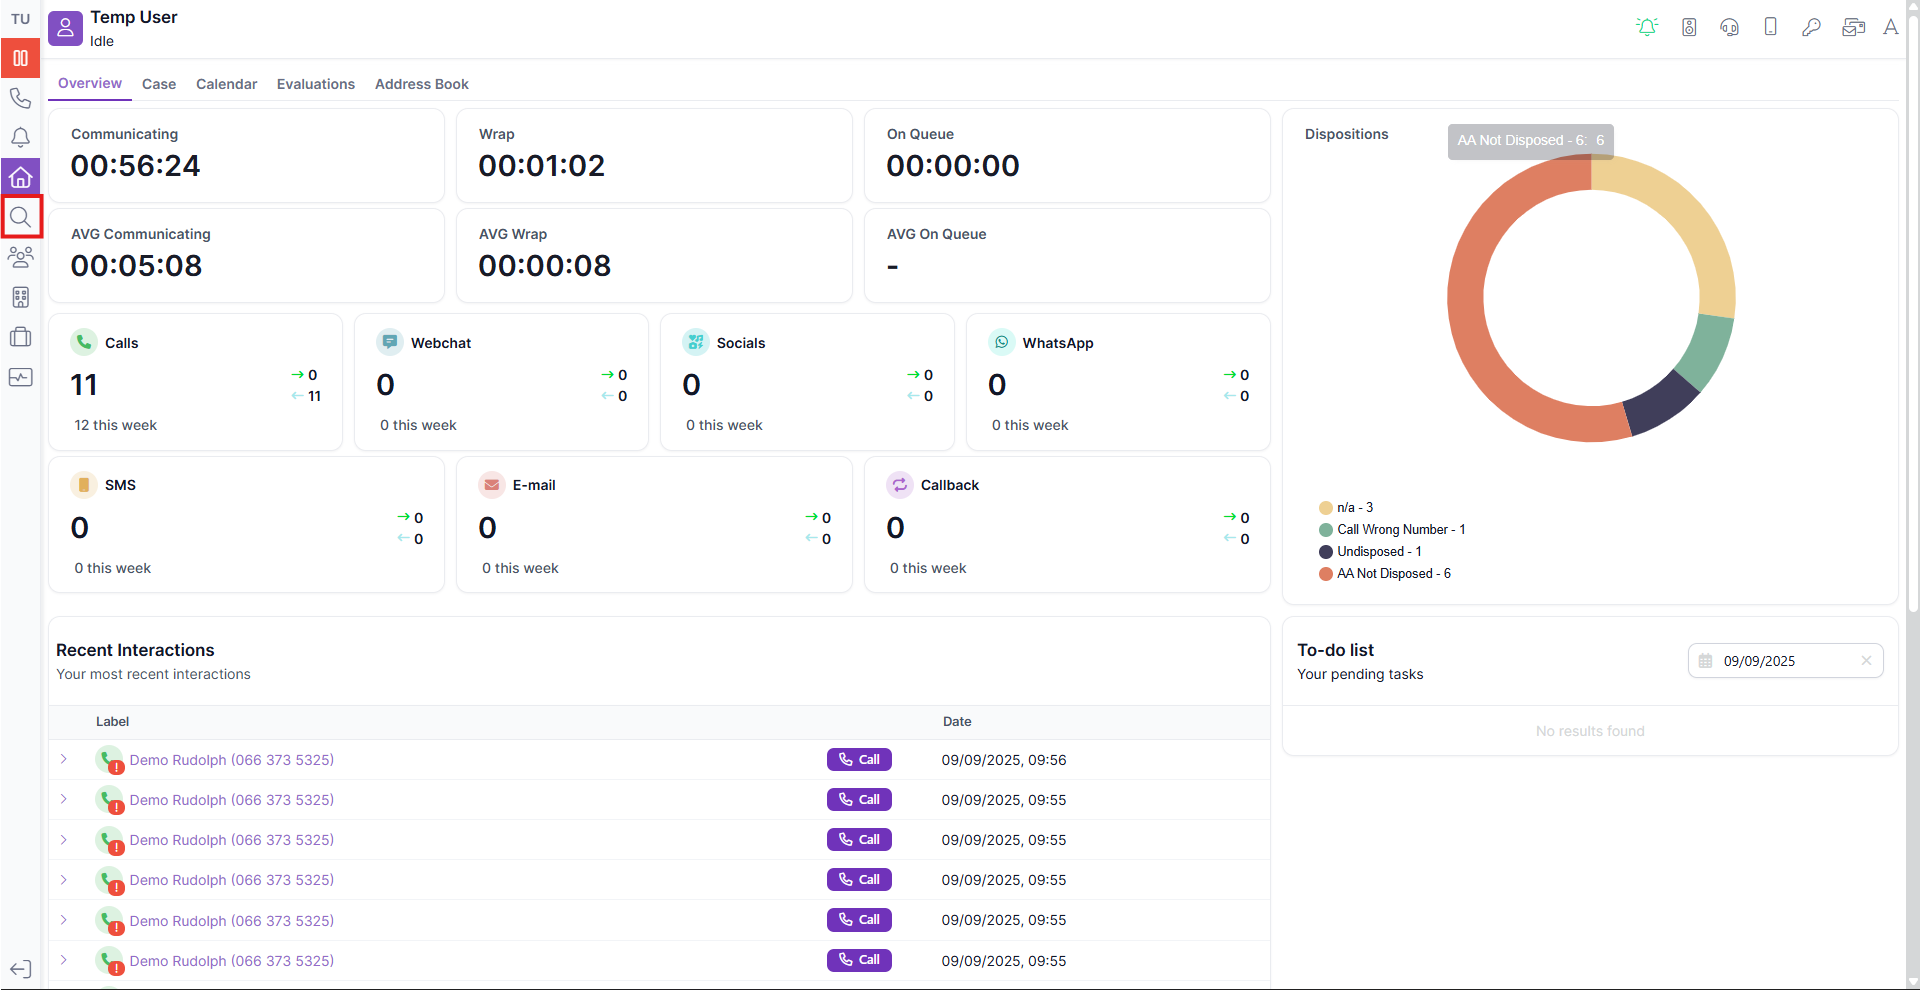 TU
Temp User
Idle
Overview Case Calendar Evaluations Address Book
Communicating
00:56:24
Wrap
00:01:02
On Queue
00:00:00
AVG Communicating
00:05:08
AVG Wrap
00:00:08
AVG On Queue
-
Calls
11
→ 0
← 11
12 this week
Webchat
0
→ 0
← 0
0 this week
Socials
0
→ 0
← 0
0 this week
WhatsApp
0
→ 0
← 0
0 this week
SMS
0
→ 0
← 0
0 this week
E-mail
0
→ 0
← 0
0 this week
Callback
0
→ 0
← 0
0 this week
Dispositions
AA Not Disposed - 6: 6
n/a - 3
Call Wrong Number - 1
Undisposed - 1
AA Not Disposed - 6
Recent Interactions
Your most recent interactions
Label Date
Demo Rudolph (066 373 5325) Call 09/09/2025, 09:56
Demo Rudolph (066 373 5325) Call 09/09/2025, 09:55
Demo Rudolph (066 373 5325) Call 09/09/2025, 09:55
Demo Rudolph (066 373 5325) Call 09/09/2025, 09:55
Demo Rudolph (066 373 5325) Call 09/09/2025, 09:55
Demo Rudolph (066 373 5325) Call 09/09/2025, 09:55
To-do list
Your pending tasks
09/09/2025
No results found